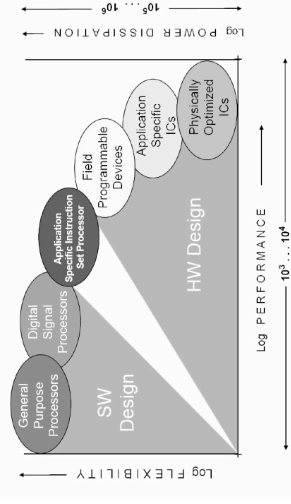 Log FLEXIBILITY
General
Purpose
Processors
Digital
Signal
Processors
Application
Specific Instruction
Set Processor
Field
Programmable
Devices
Application
Specific
ICs
Physically
Optimized
ICs
SW
Design
HW Design
Log PERFORMANCE
10³ ... 10⁴
Log POWER DISSIPATION
10⁵ ... 10⁶